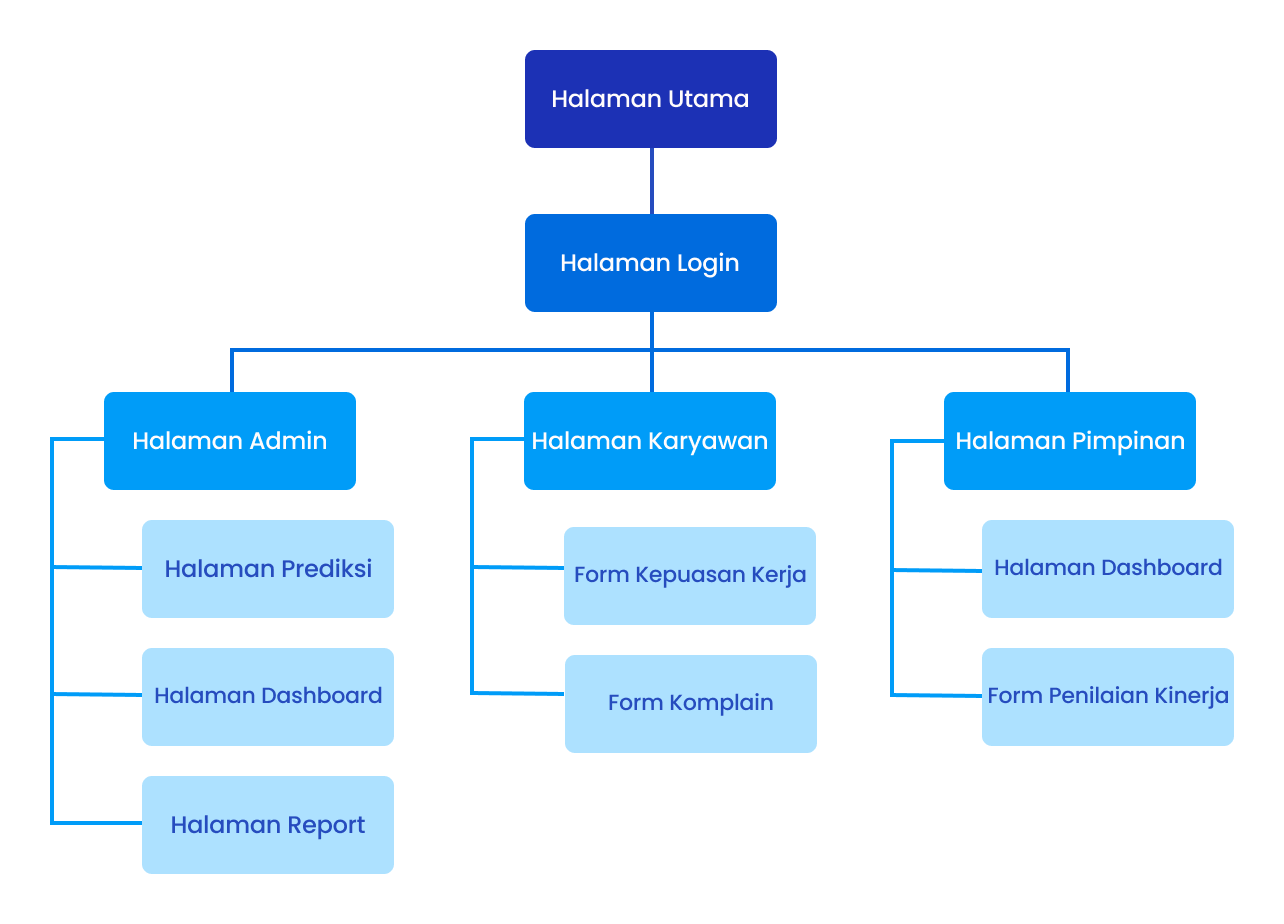 Halaman Utama
Halaman Login
Halaman Admin
Halaman Prediksi
Halaman Dashboard
Halaman Report
Halaman Karyawan
Form Kepuasan Kerja
Form Komplain
Halaman Pimpinan
Halaman Dashboard
Form Penilaian Kinerja